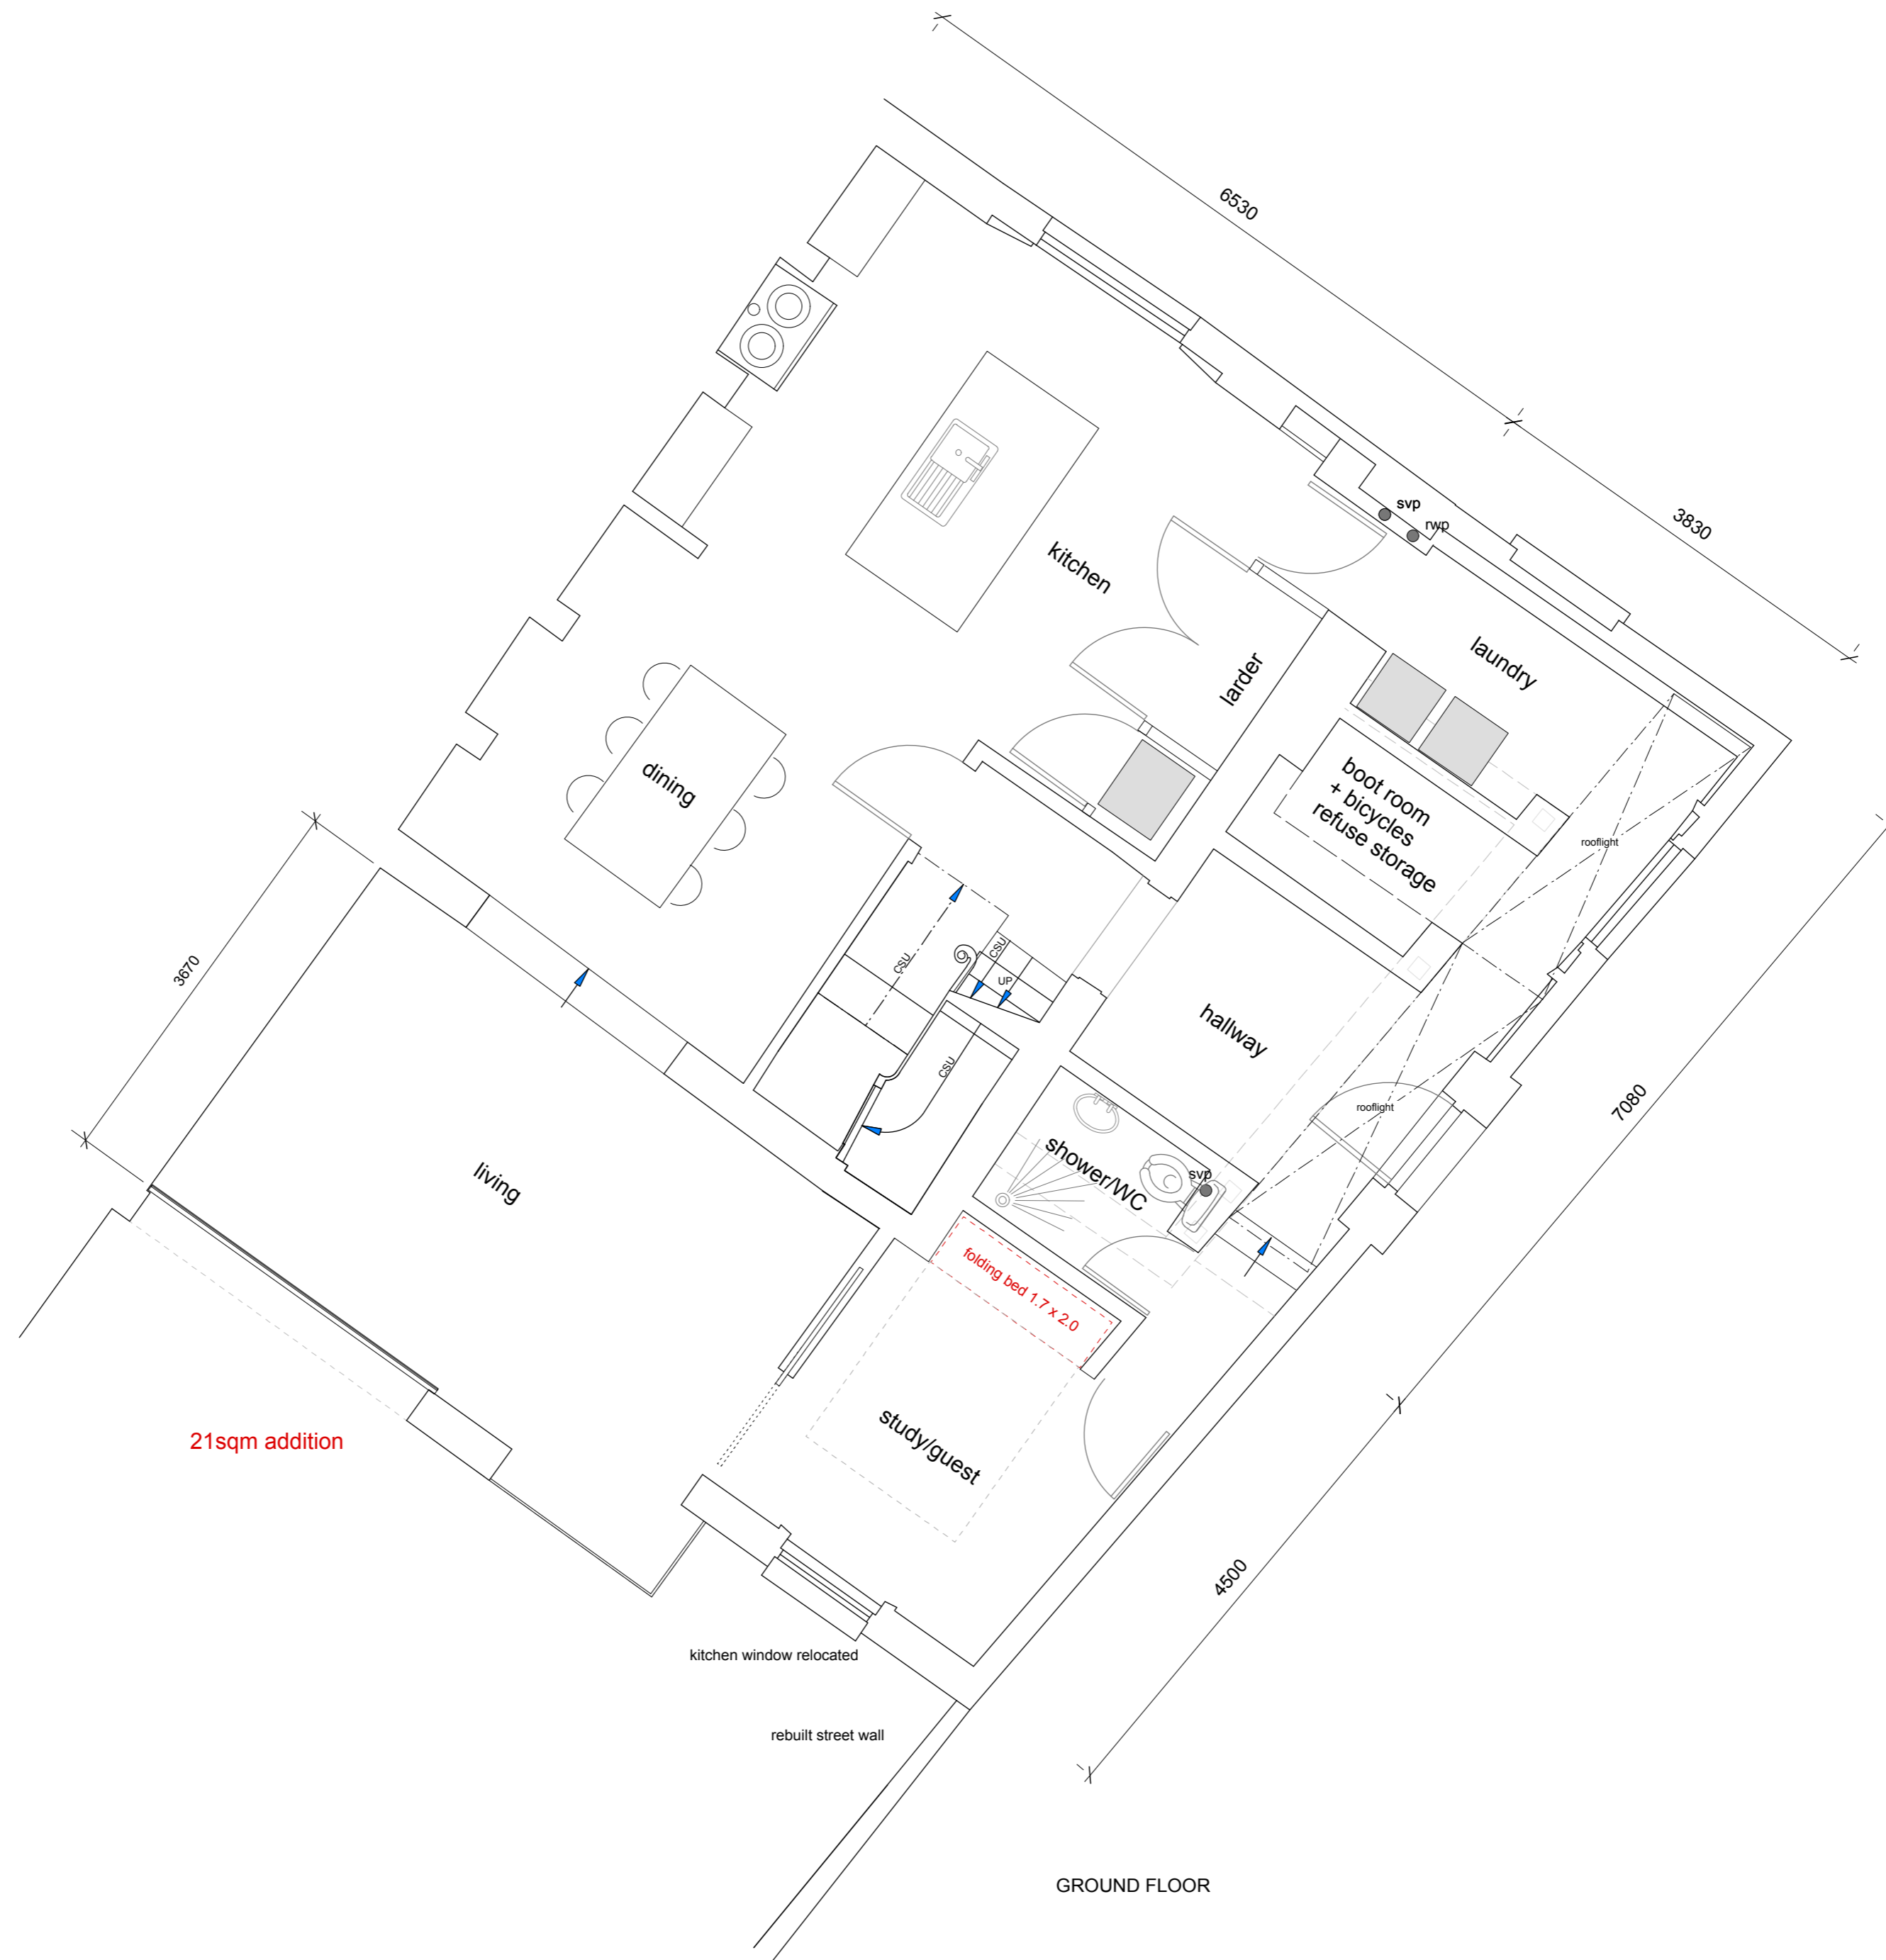 6530
3830
svp
rwp
kitchen
laundry
larder
dining
boot room
+ bicycles
refuse storage
rooflight
3670
CSU
CSU
UP
CSU
hallway
7080
rooflight
shower/WC
svp
living
folding bed 1.7 x 2.0
21sqm addition
study/guest
4500
kitchen window relocated
rebuilt street wall
GROUND FLOOR